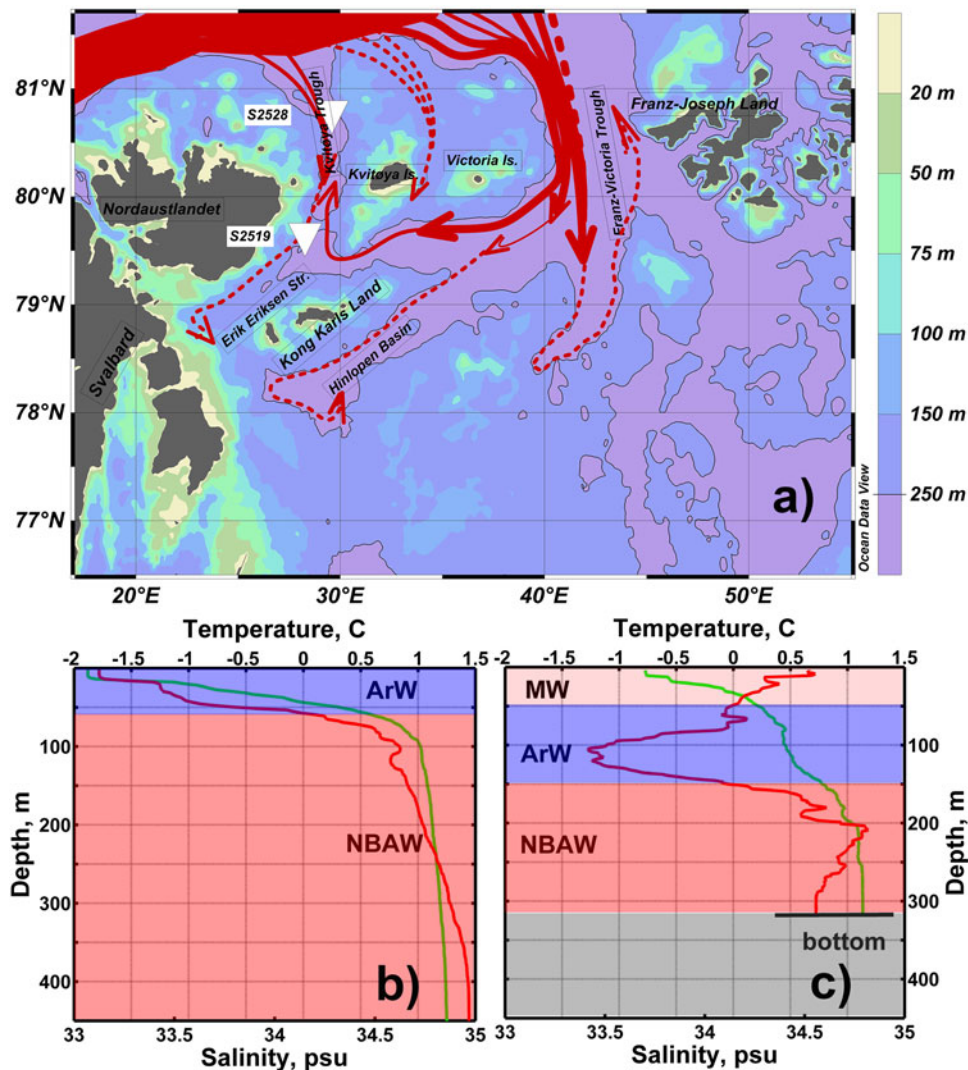 81°N
80°N
79°N
78°N
77°N
20°E
30°E
40°E
50°E
S2528
S2519
Kvitoya Trough
Kvitøya Is.
Victoria Is.
Franz-Victoria Trough
Franz-Joseph Land
Nordaustlandet
Svalbard
Erik Eriksen Str.
Kong Karls Land
Hinlopen Basin
a)
Ocean Data View
20 m
50 m
75 m
100 m
150 m
250 m
Temperature, C
-2 -1.5 -1 -0.5 0 0.5 1 1.5
ArW
NBAW
Depth, m
100
200
300
400
b)
33 33.5 34 34.5 35
Salinity, psu
Temperature, C
-2 -1.5 -1 -0.5 0 0.5 1 1.5
MW
ArW
NBAW
bottom
Depth, m
100
200
300
400
c)
33 33.5 34 34.5 35
Salinity, psu